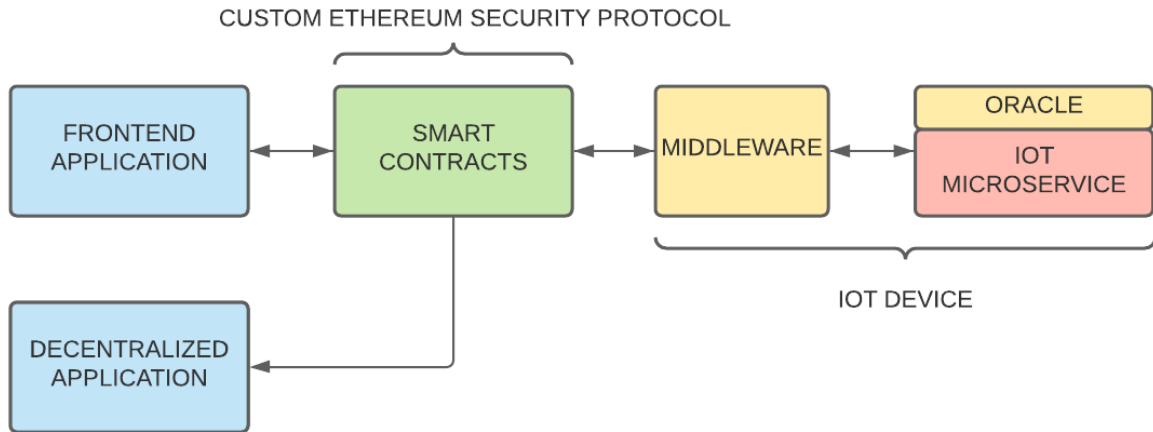 CUSTOM ETHEREUM SECURITY PROTOCOL
FRONTEND
APPLICATION
SMART
CONTRACTS
MIDDLEWARE
ORACLE
IOT
MICROSERVICE
IOT DEVICE
DECENTRALIZED
APPLICATION